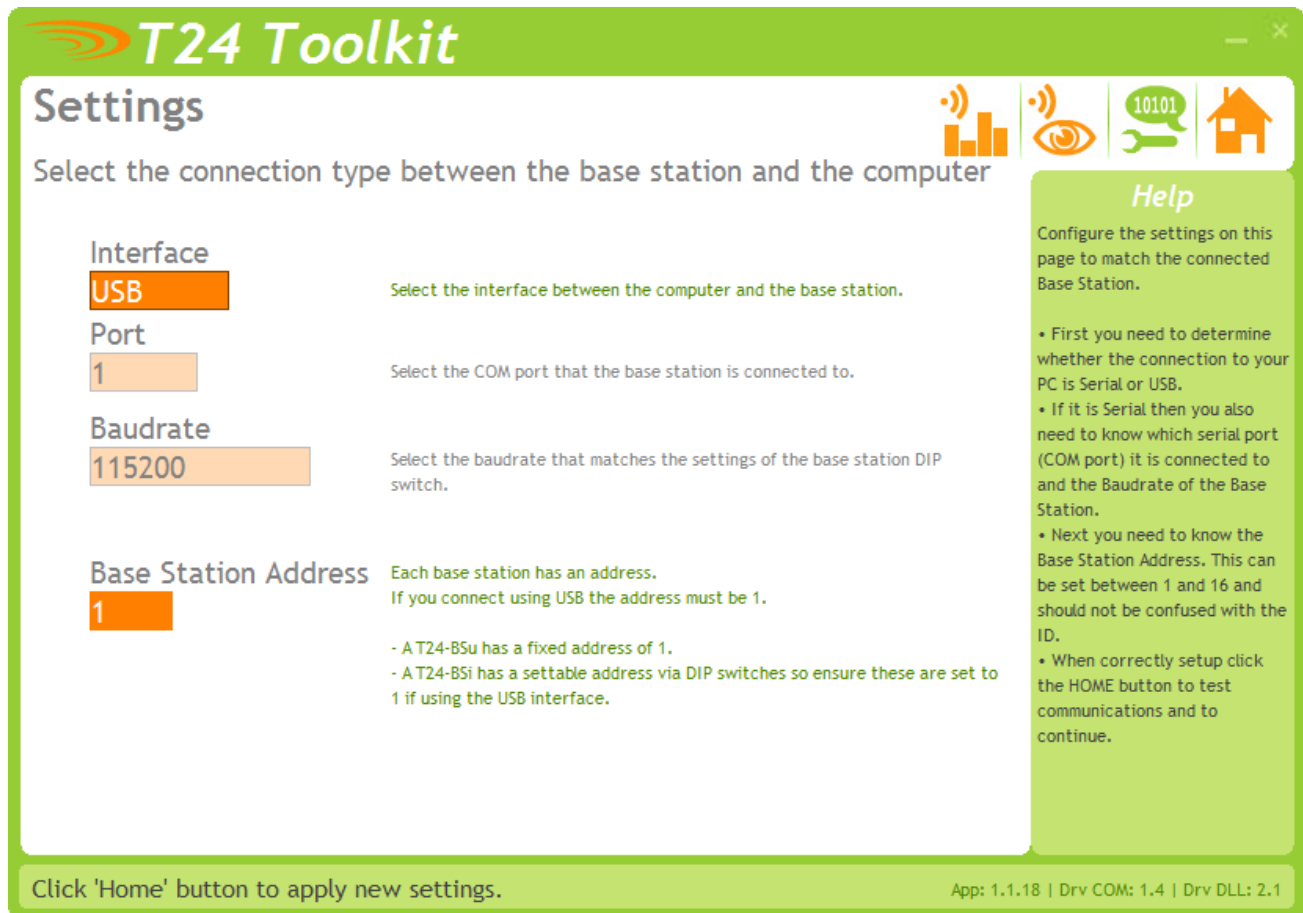 T24 Toolkit
Settings
10101
Select the connection type between the base station and the computer
Interface
USB
Select the interface between the computer and the base station.
Port
1
Select the COM port that the base station is connected to.
Baudrate
115200
Select the baudrate that matches the settings of the base station DIP
switch.
Base Station Address
1
Each base station has an address.
If you connect using USB the address must be 1.
- A T24-BSu has a fixed address of 1.
- A T24-BSi has a settable address via DIP switches so ensure these are set to
1 if using the USB interface.
Help
Configure the settings on this
page to match the connected
Base Station.
• First you need to determine
whether the connection to your
PC is Serial or USB.
• If it is Serial then you also
need to know which serial port
(COM port) it is connected to
and the Baudrate of the Base
Station.
• Next you need to know the
Base Station Address. This can
be set between 1 and 16 and
should not be confused with the
ID.
• When correctly setup click
the HOME button to test
communications and to
continue.
Click 'Home' button to apply new settings.
App: 1.1.18 | Drv COM: 1.4 | Drv DLL: 2.1